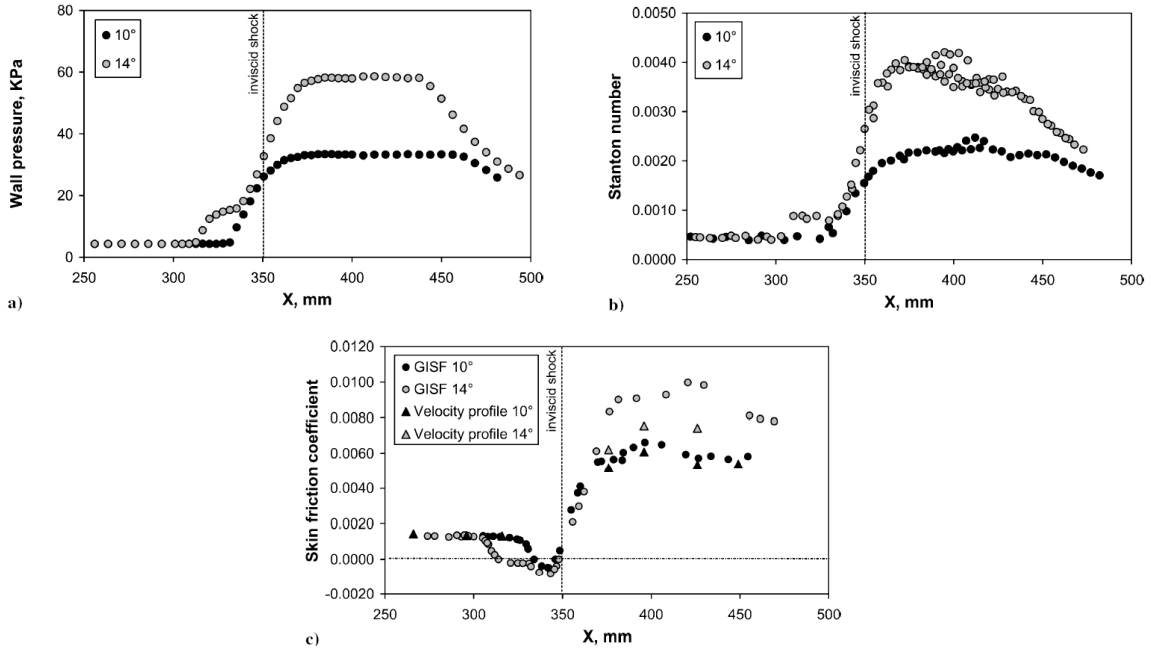 80
60
40
20
0
250 300 350 400 450 500
Wall pressure, KPa
X, mm
10°
14°
inviscid shock
a)
0.0050
0.0040
0.0030
0.0020
0.0010
0.0000
250 300 350 400 450 500
Stanton number
X, mm
10°
14°
inviscid shock
b)
0.0120
0.0100
0.0080
0.0060
0.0040
0.0020
0.0000
-0.0020
250 300 350 400 450 500
Skin friction coefficient
X, mm
GISF 10°
GISF 14°
Velocity profile 10°
Velocity profile 14°
inviscid shock
c)